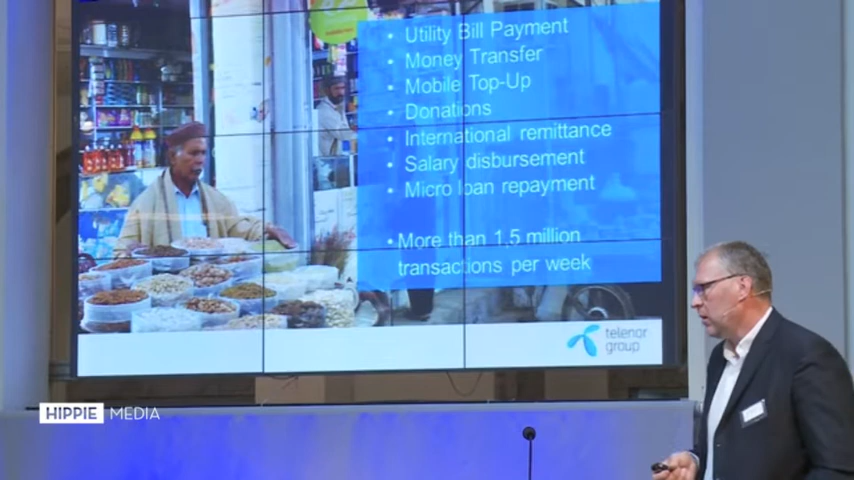 • Utility Bill Payment
• Money Transfer
• Mobile Top-Up
• Donations
• International remittance
• Salary disbursement
• Micro loan repayment
• More than 1,5 million
transactions per week
telenor
group
HIPPIE MEDIA